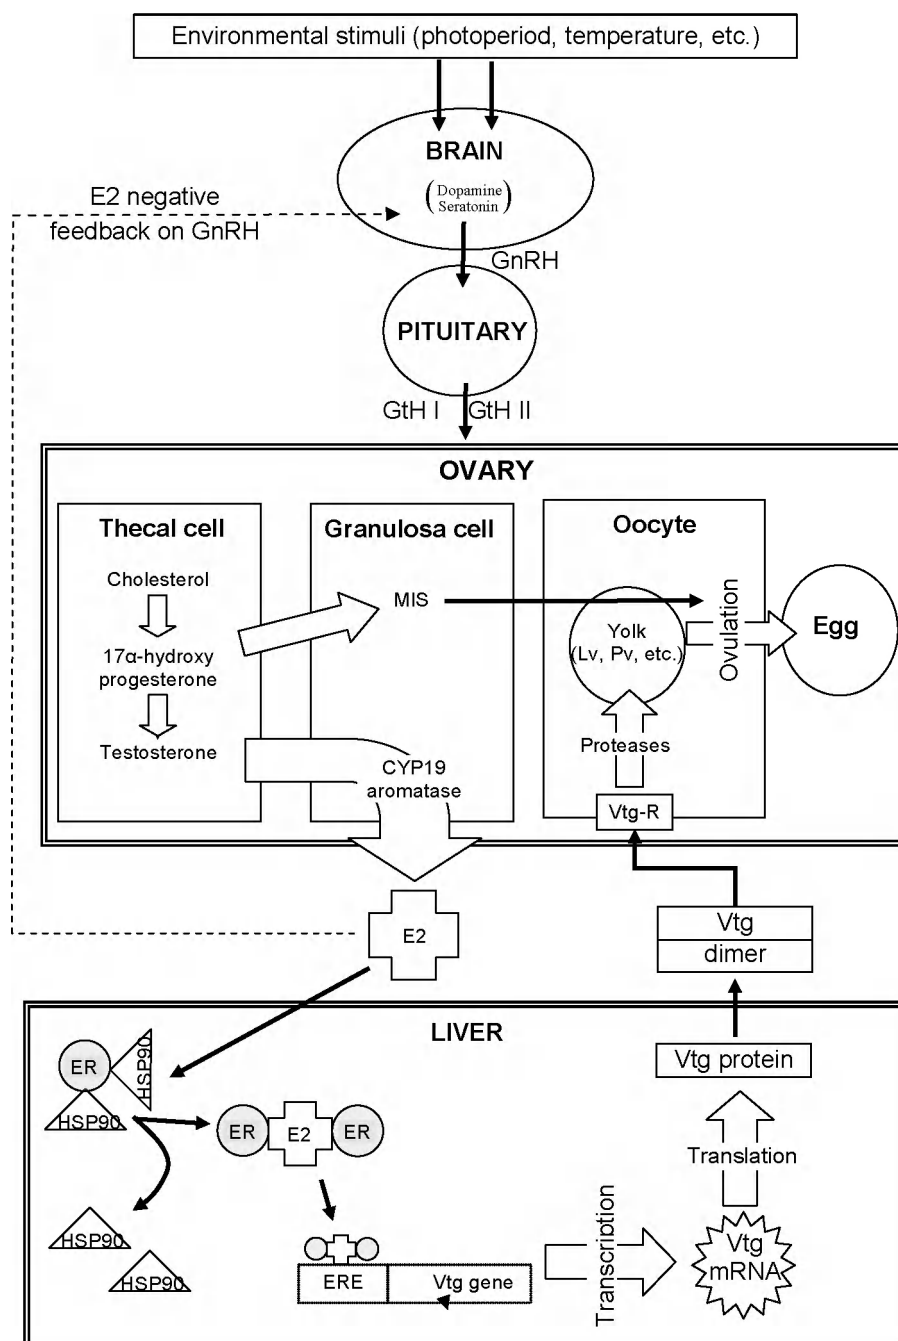 Environmental stimuli (photoperiod, temperature, etc.)
BRAIN
(Dopamine
Seratonin)
E2 negative
feedback on GnRH
GnRH
PITUITARY
GtH I
GtH II
OVARY
Thecal cell
Cholesterol
17α-hydroxy
progesterone
Testosterone
Granulosa cell
MIS
CYP19
aromatase
Oocyte
Yolk
(Lv, Pv, etc.)
Proteases
Vtg-R
Ovulation
Egg
E2
Vtg
dimer
LIVER
ER
HSP90
HSP90
ER
E2
ER
HSP90
HSP90
ERE
Vtg gene
Transcription
Vtg
mRNA
Translation
Vtg protein